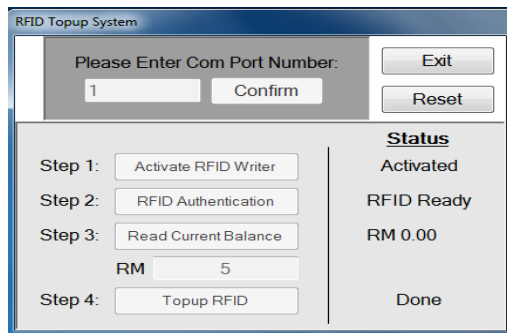 RFID Topup System
Please Enter Com Port Number:
Exit
1
Confirm
Reset
Status
Step 1: Activate RFID Writer Activated
Step 2: RFID Authentication RFID Ready
Step 3: Read Current Balance RM 0.00
RM 5
Step 4: Topup RFID Done